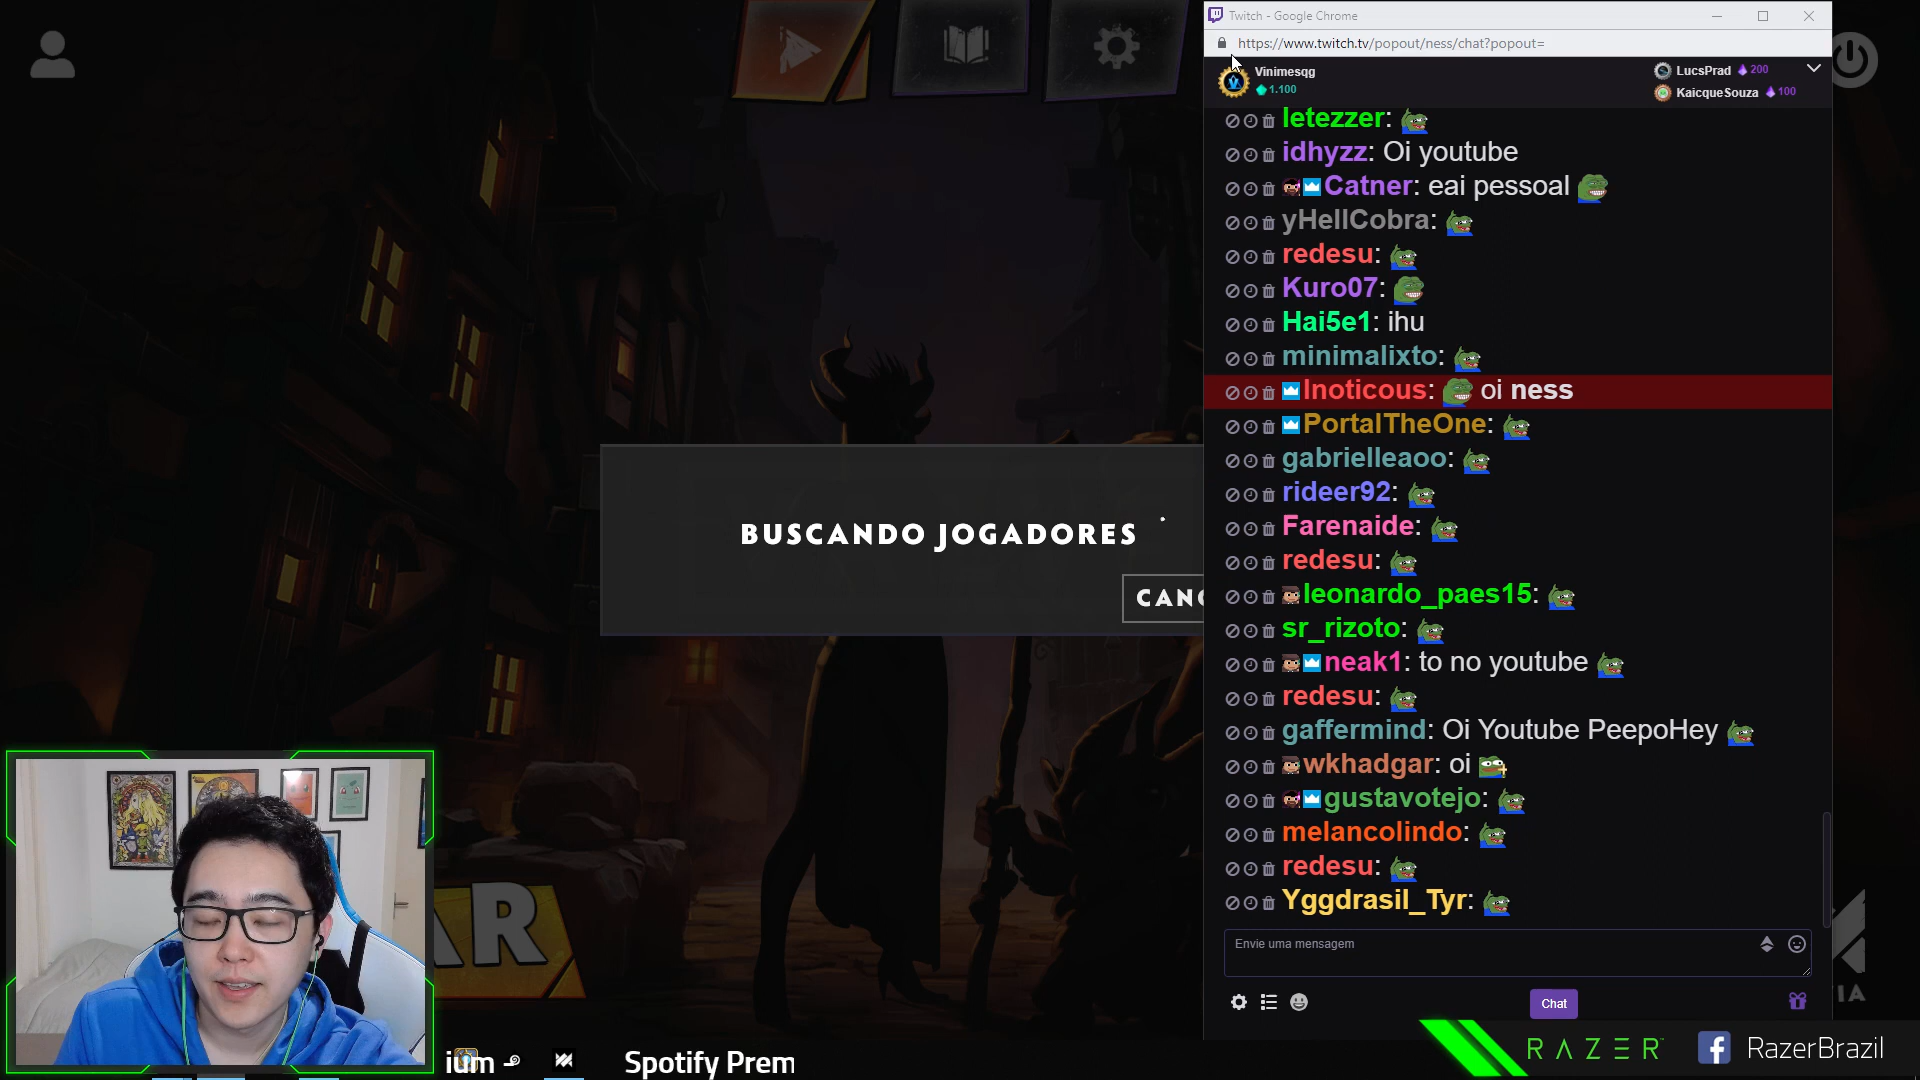 Twitch - Google Chrome
https://www.twitch.tv/popout/ness/chat?popout=
Vinimesqg
1.100
LucsPrad 200
KaicqueSouza 100
letezzer:
idhyzz: Oi youtube
Catner: eai pessoal
yHellCobra:
redesu:
Kuro07:
Hai5e1: ihu
minimalixto:
Inoticous: oi ness
PortalTheOne:
gabrielleaoo:
rideer92:
Farenaide:
redesu:
leonardo_paes15:
sr_rizoto:
neak1: to no youtube
redesu:
gaffermind: Oi Youtube PeepoHey
wkhadgar: oi
gustavotejo:
melancolindo:
redesu:
Yggdrasil_Tyr:
Envie uma mensagem
Chat
BUSCANDO JOGADORES
CANC
AR
IA
ium
Spotify Prem
RAZER
RazerBrazil